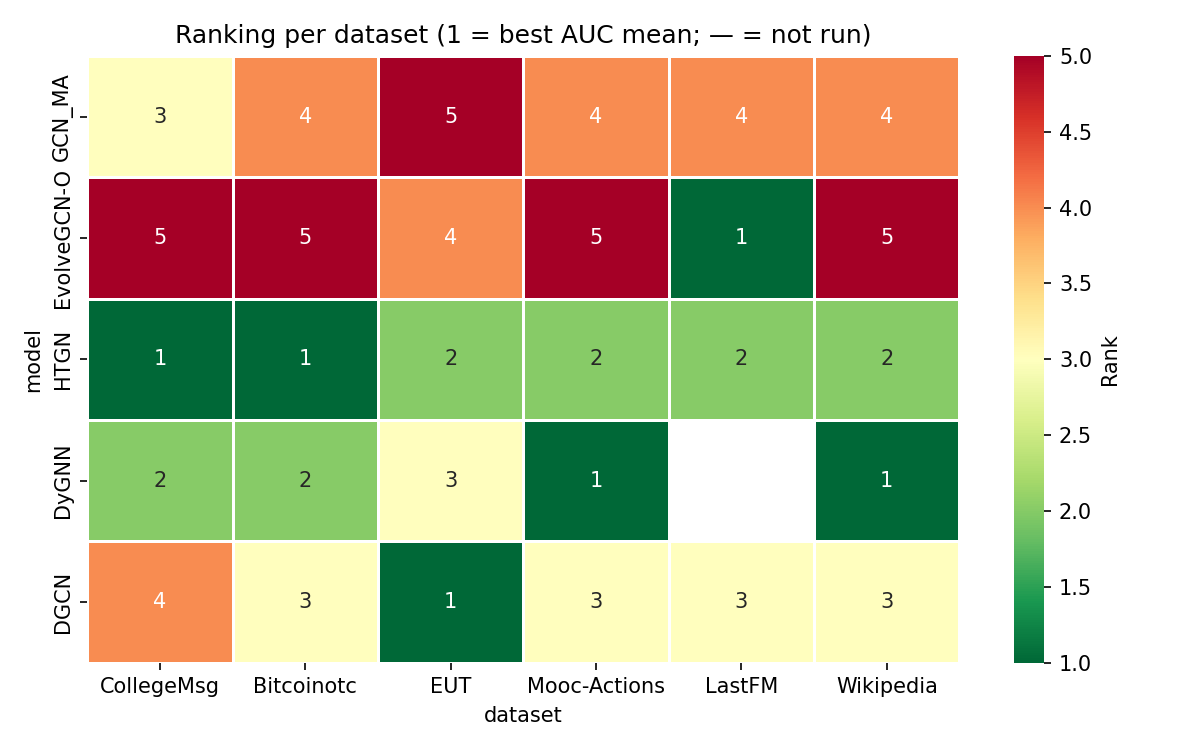 Ranking per dataset (1 = best AUC mean; — = not run)
GCN_MA 3 4 5 4 4 4
EvolveGCN-O 5 5 4 5 1 5
HTGN 1 1 2 2 2 2
DyGNN 2 2 3 1 1
DGCN 4 3 1 3 3 3
model
CollegeMsg Bitcoinotc EUT Mooc-Actions LastFM Wikipedia
dataset
5.0
4.5
4.0
3.5
3.0
2.5
2.0
1.5
1.0
Rank